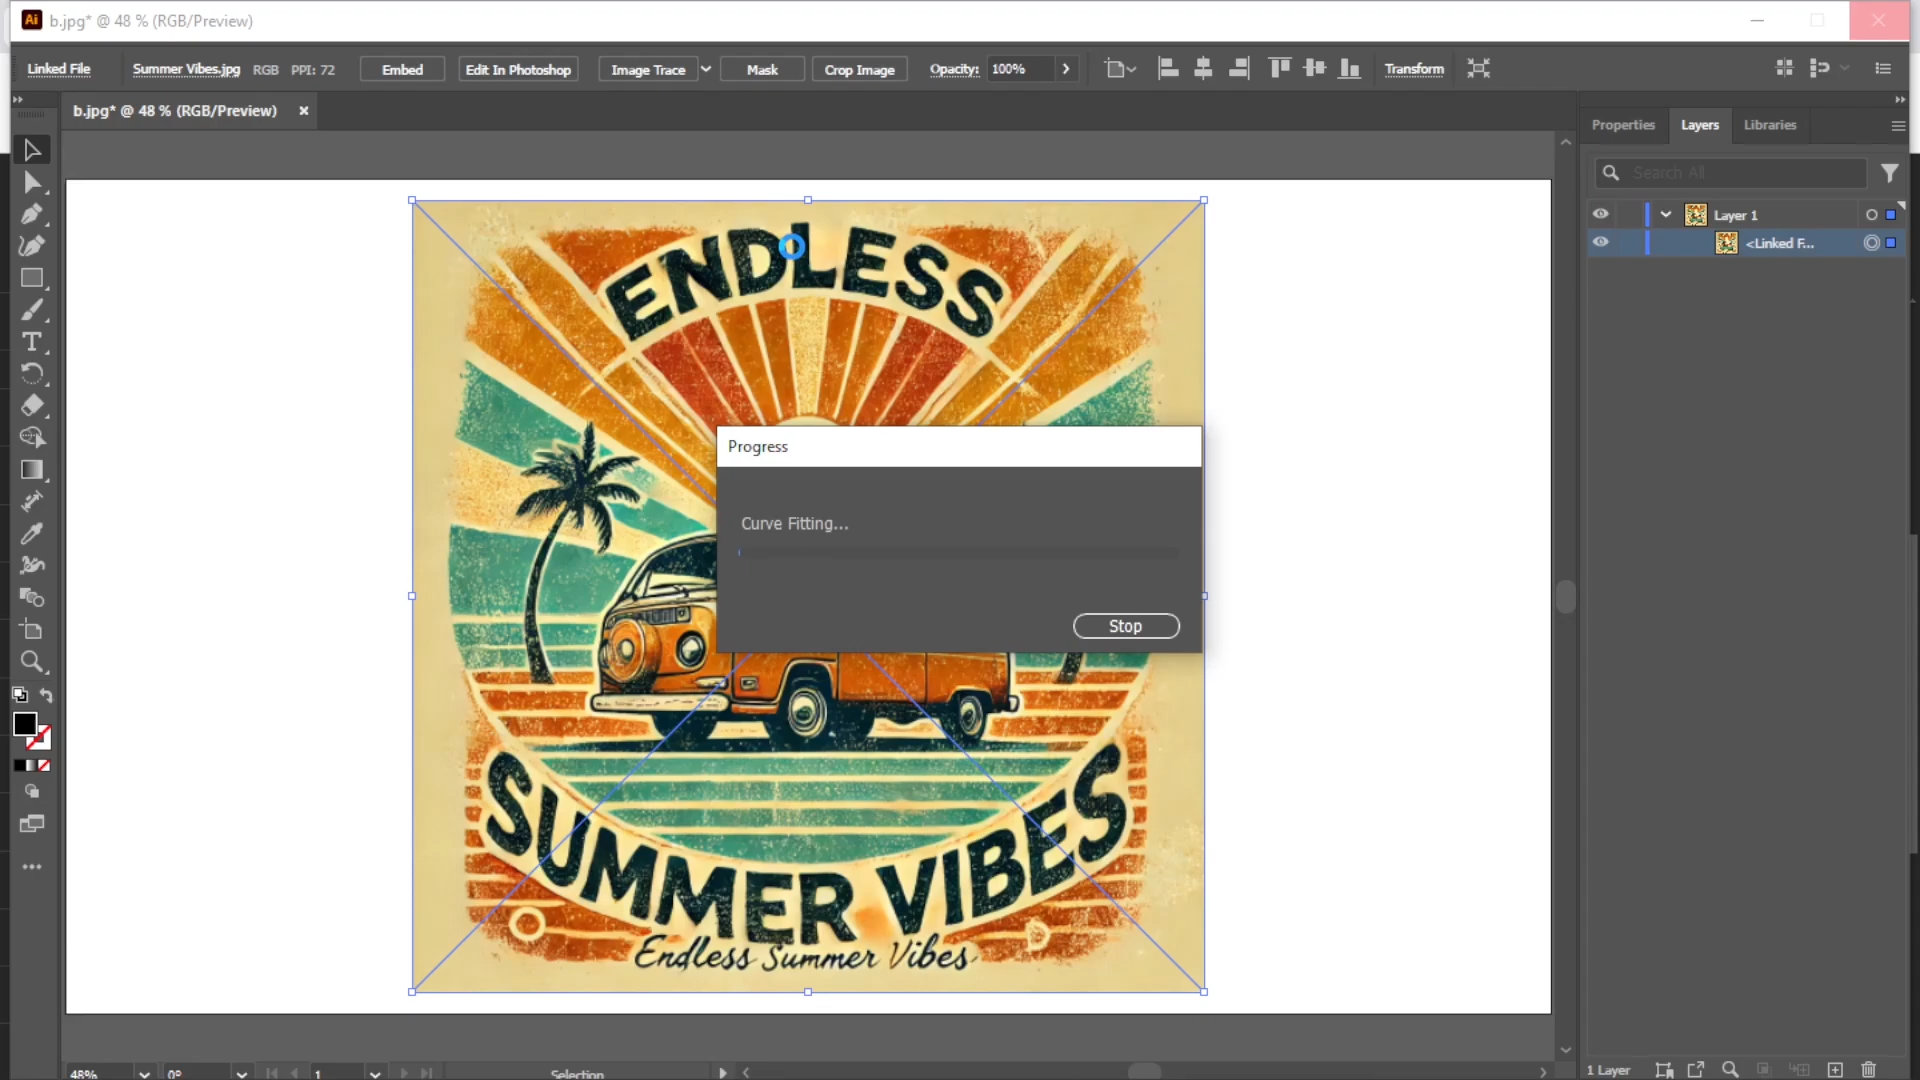 Ai b.jpg* @ 48 % (RGB/Preview)
Linked File Summer Vibes.jpg RGB PPI: 72 Embed Edit In Photoshop Image Trace Mask Crop Image Opacity: 100% Transform
b.jpg* @ 48 % (RGB/Preview) ×
Properties Layers Libraries
Search All
Layer 1
<Linked F...
ENDLESS
Progress
Curve Fitting...
Stop
SUMMER VIBES
Endless Summer Vibes
48% 0° 1 Selection
1 Layer